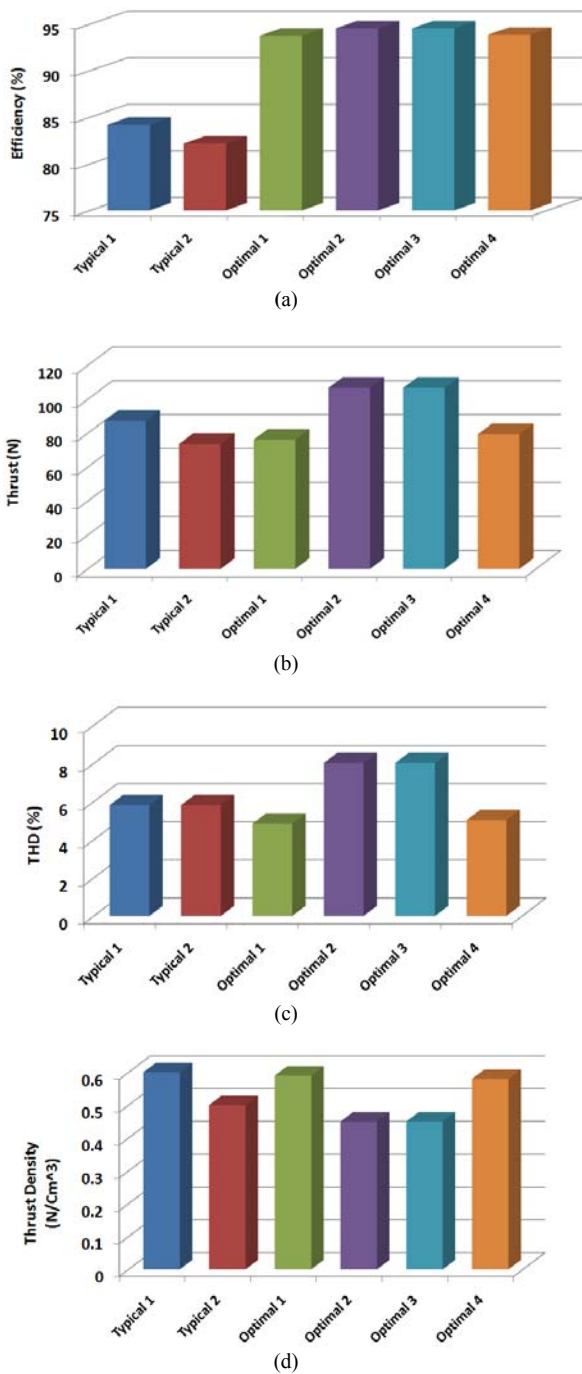 95
90
85
80
75
Efficiency (%)
Typical 1
Typical 2
Optimal 1
Optimal 2
Optimal 3
Optimal 4
(a)
120
100
80
60
40
20
0
Thrust (N)
Typical 1
Typical 2
Optimal 1
Optimal 2
Optimal 3
Optimal 4
(b)
10
8
6
4
2
0
THD (%)
Typical 1
Typical 2
Optimal 1
Optimal 2
Optimal 3
Optimal 4
(c)
0.6
0.5
0.4
0.3
0.2
0.1
0
Thrust Density
(N/Cm^3)
Typical 1
Typical 2
Optimal 1
Optimal 2
Optimal 3
Optimal 4
(d)